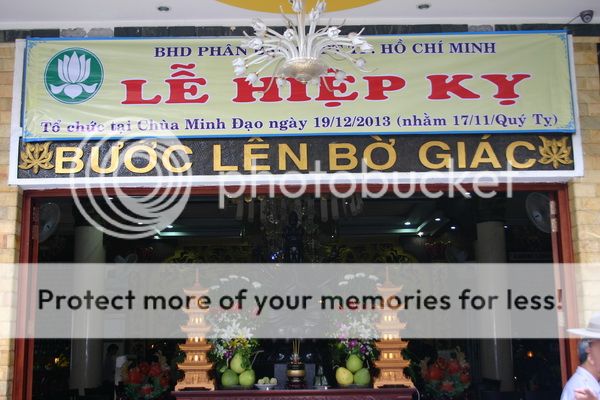 BHD PHÂN HỒ CHÍ MINH
LỄ HIỆP KỴ
Tổ chức tại Chùa Minh Đạo ngày 19/12/2013 (nhằm 17/11/Quý Tỵ)
BƯỚC LÊN BỜ GIÁC
photobucket
Protect more of your memories for less!